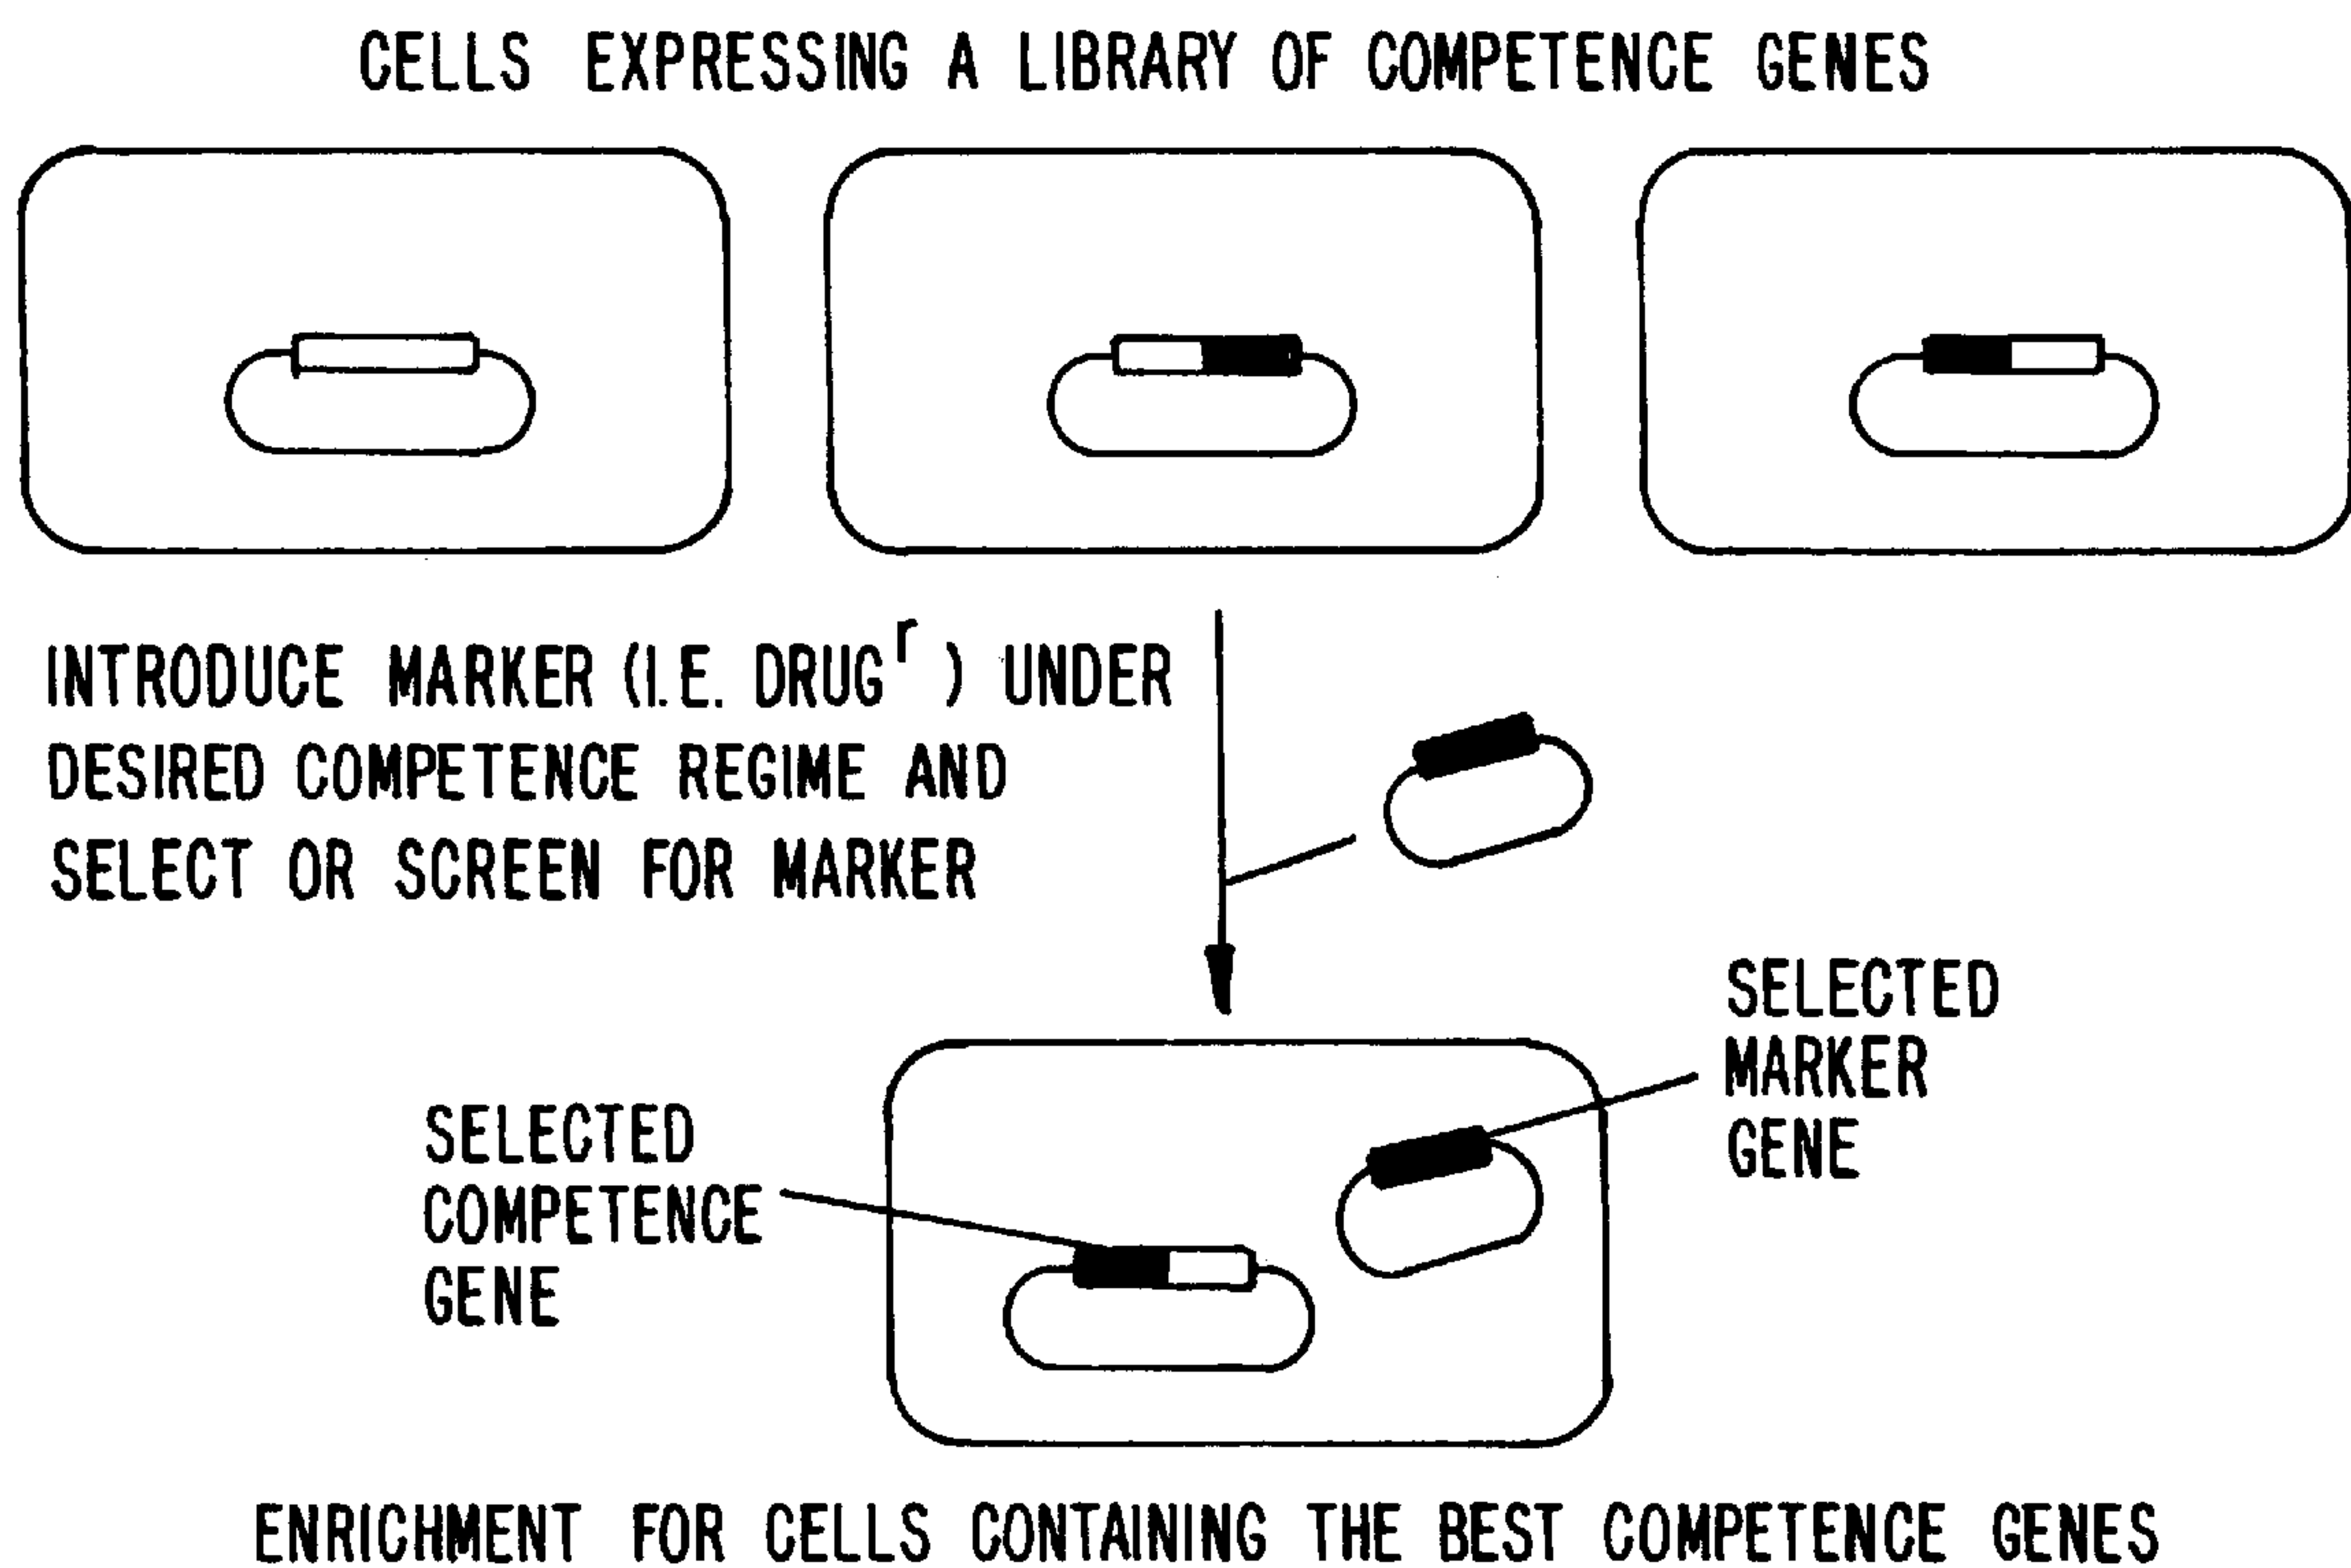 CELLS EXPRESSING A LIBRARY OF COMPETENCE GENES
INTRODUCE MARKER (I.E. DRUGʳ ) UNDER
DESIRED COMPETENCE REGIME AND
SELECT OR SCREEN FOR MARKER
SELECTED
MARKER
GENE
SELECTED
COMPETENCE
GENE
ENRICHMENT FOR CELLS CONTAINING THE BEST COMPETENCE GENES